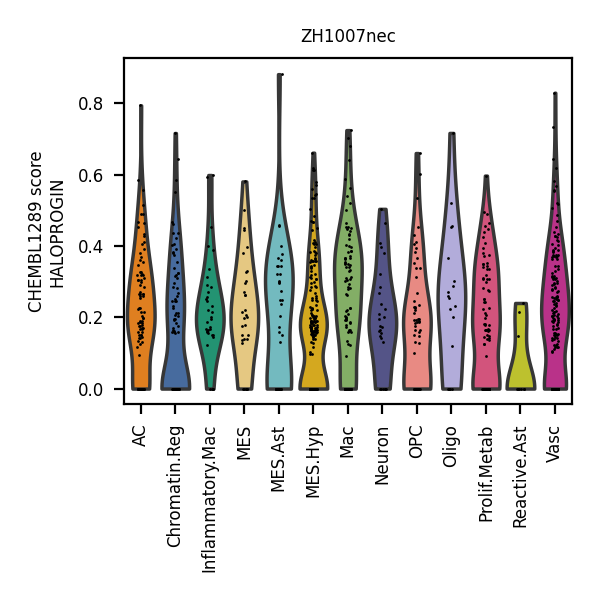 ZH1007nec
CHEMBL1289 score
HALOPROGIN
0.8
0.6
0.4
0.2
0.0
AC
Chromatin.Reg
Inflammatory.Mac
MES
MES.Ast
MES.Hyp
Mac
Neuron
OPC
Oligo
Prolif.Metab
Reactive.Ast
Vasc